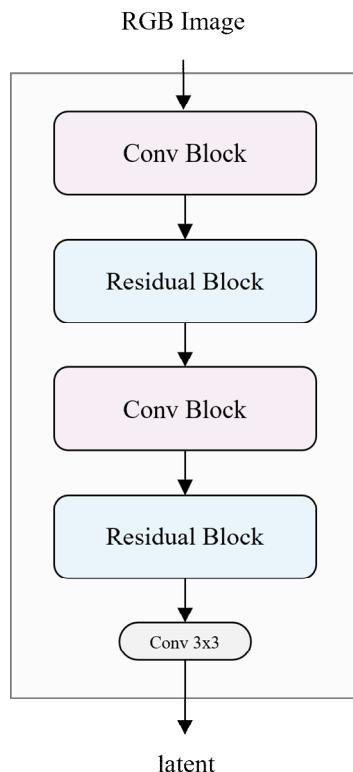 RGB Image
Conv Block
Residual Block
Conv Block
Residual Block
Conv 3x3
latent